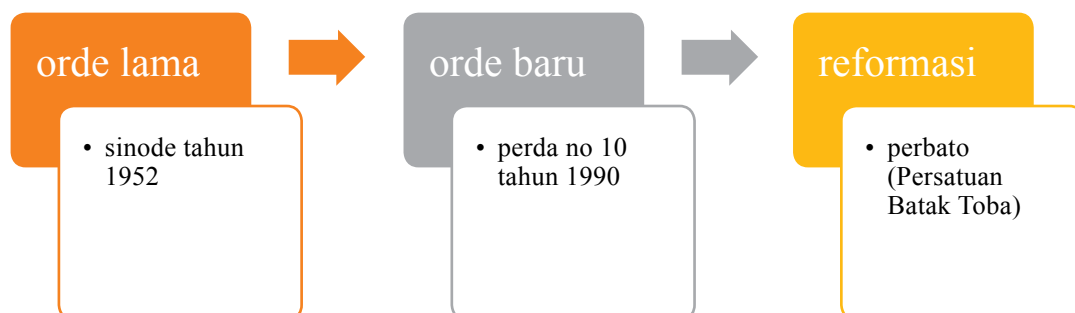 orde lama
• sinode tahun
1952
orde baru
• perda no 10
tahun 1990
reformasi
• perbato
(Persatuan
Batak Toba)